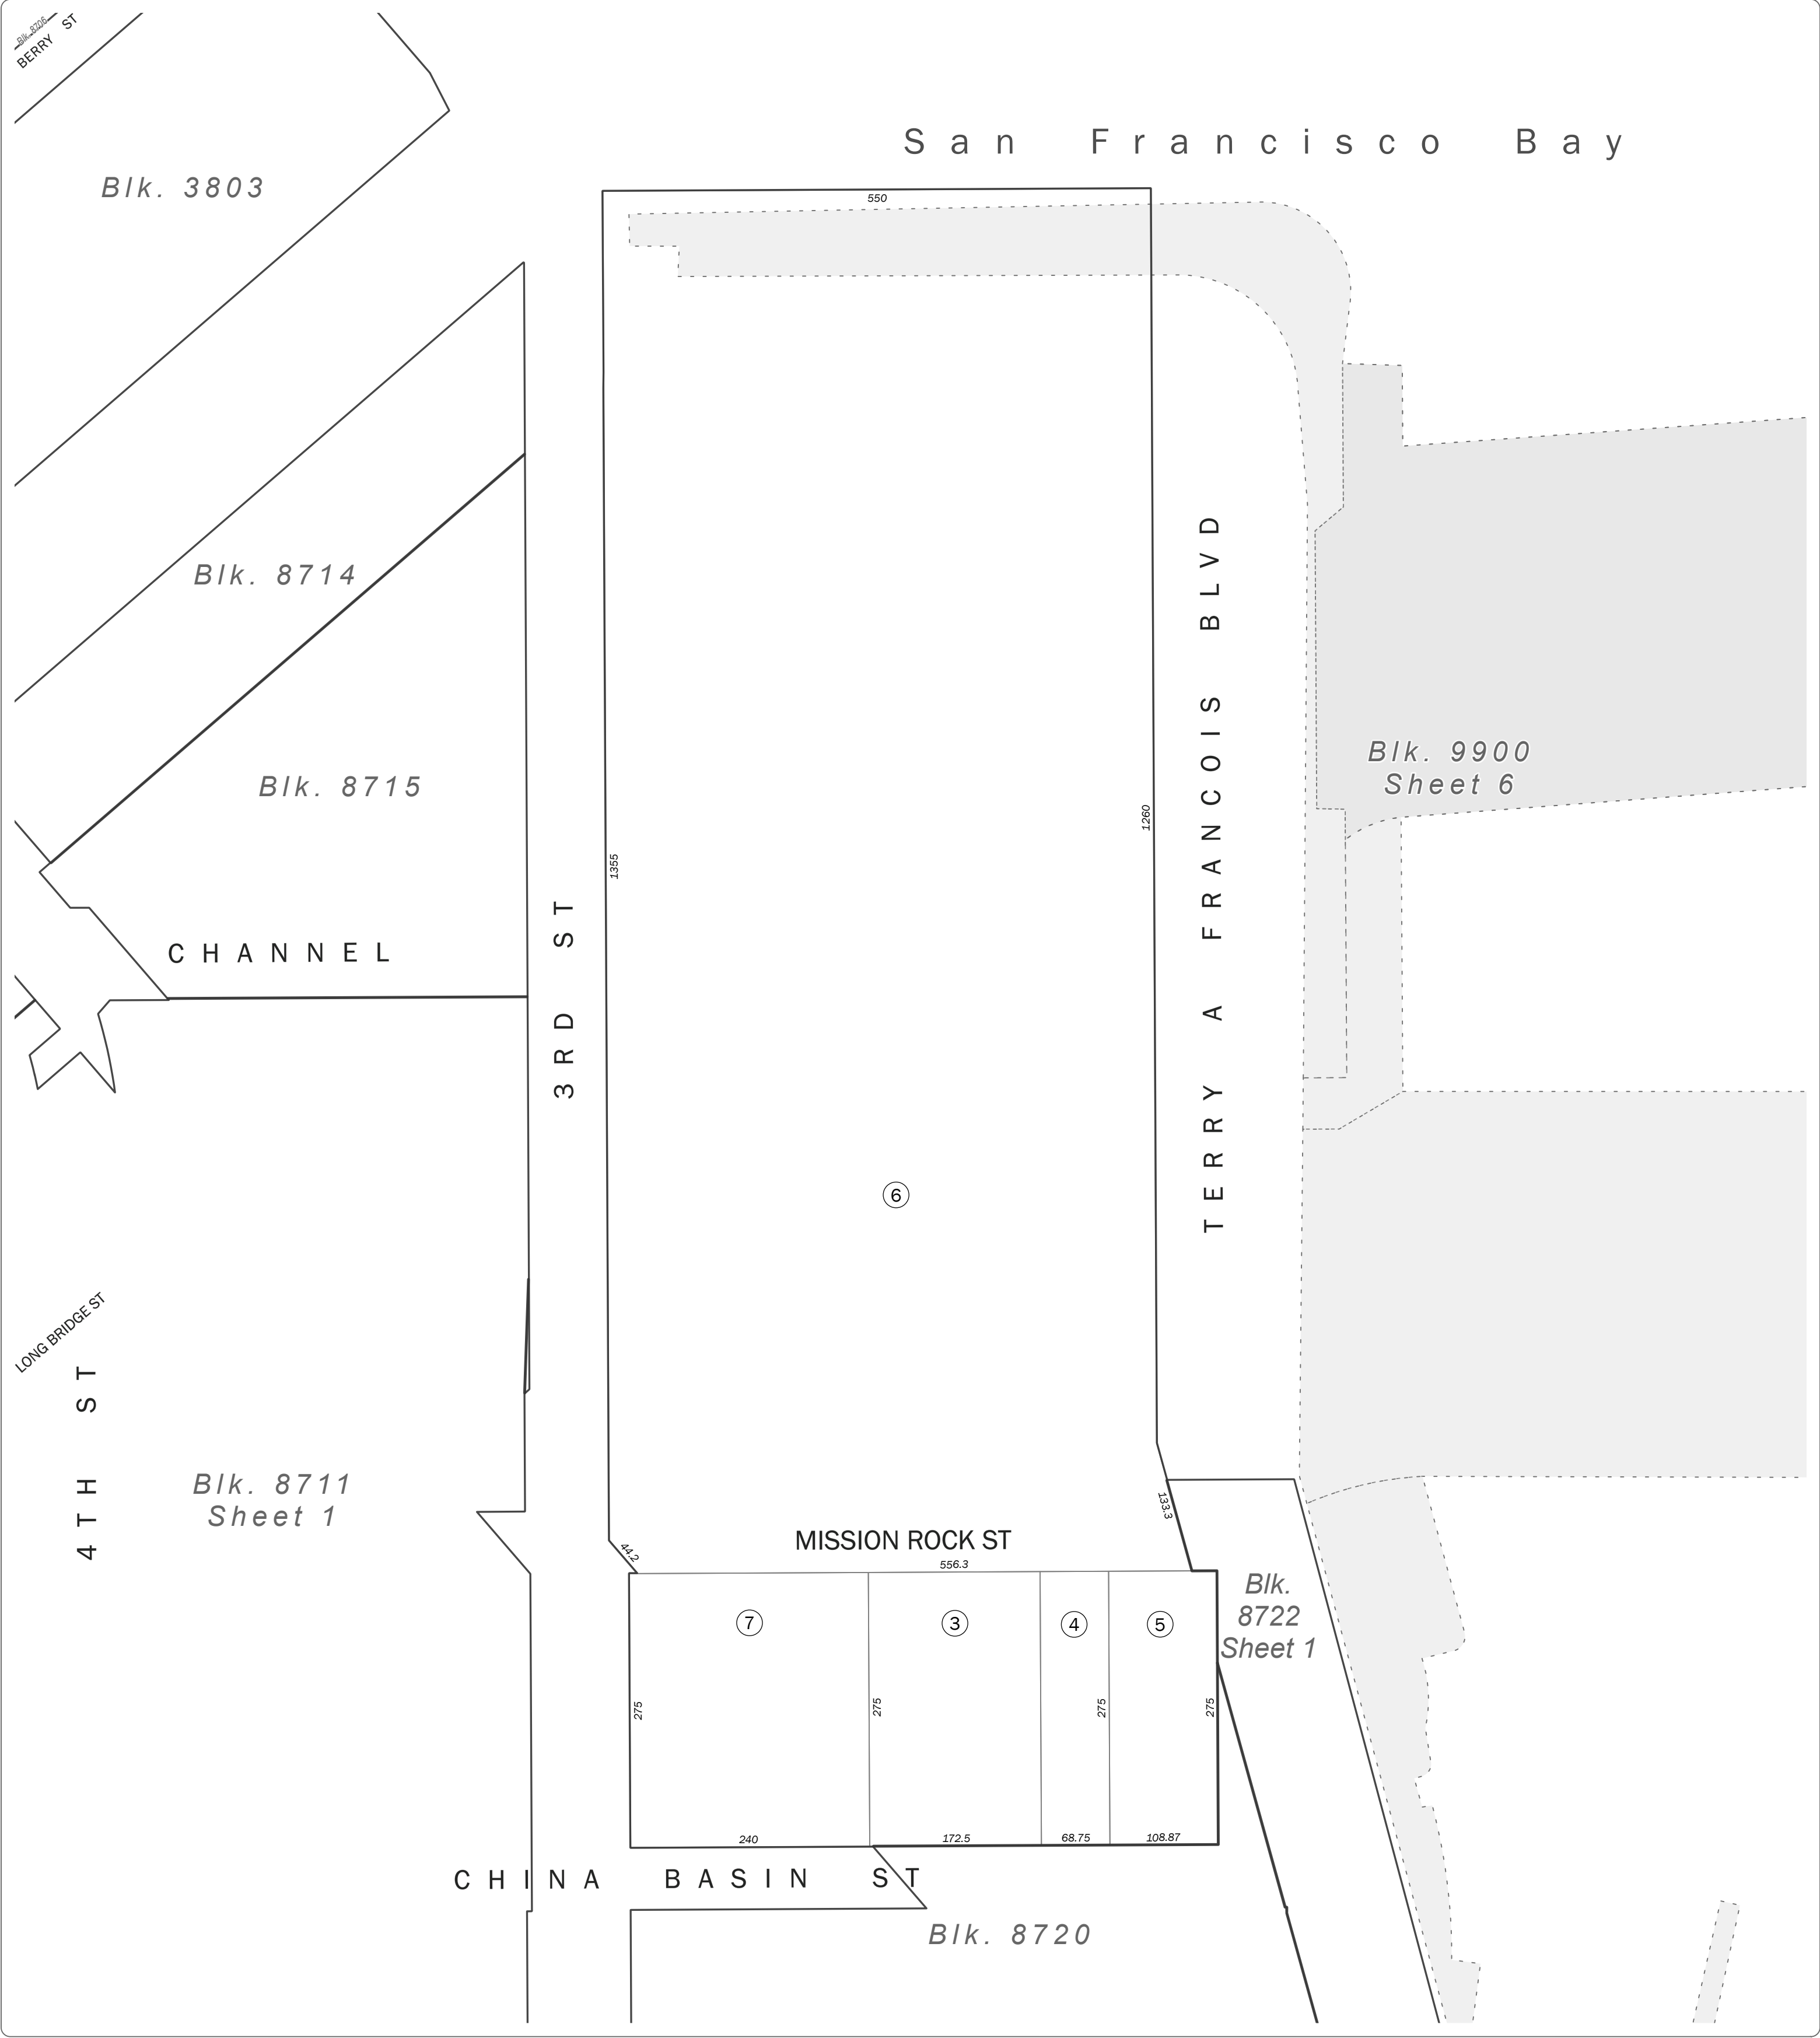 Blk. 8706
BERRY ST
San Francisco Bay
Blk. 3803
550
Blk. 8714
Blk. 9900
Sheet 6
Blk. 8715
1260
1355
TERRY A FRANCOIS BLVD
CHANNEL
3RD ST
6
LONG BRIDGE ST
4TH ST
Blk. 8711
Sheet 1
133.3
MISSION ROCK ST
44.2
556.3
Blk.
8722
Sheet 1
7
3
4
5
275
275
275
275
240
172.5
68.75
108.87
CHINA BASIN ST
Blk. 8720